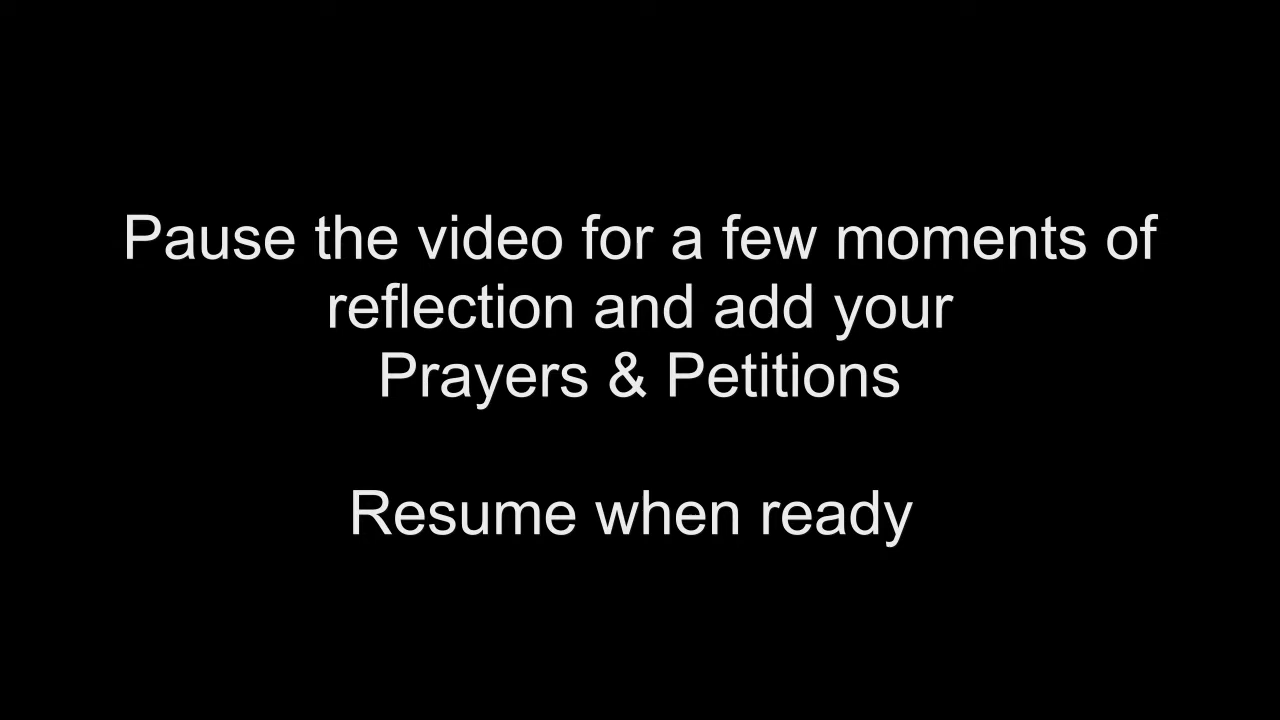 Pause the video for a few moments of
reflection and add your
Prayers & Petitions
Resume when ready